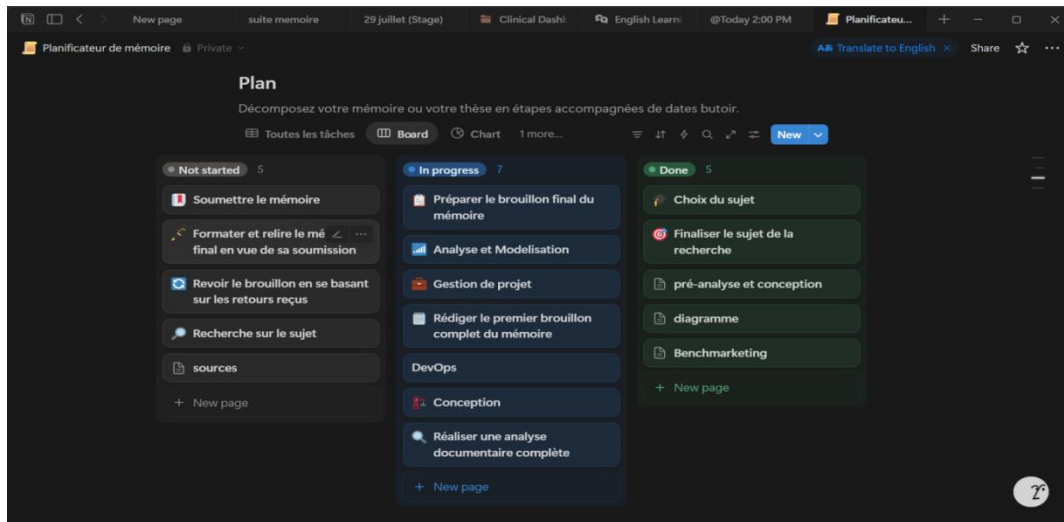 New page
suite memoire
29 juillet (Stage)
Clinical Dash
English Learni
@Today 2:00 PM
Planificateu...
Planificateur de mémoire
Private
Translate to English
Share
Plan
Décomposez votre mémoire ou votre thèse en étapes accompagnées de dates butoir.
Toutes les tâches
Board
Chart
1 more...
New
Not started 5
Soumettre le mémoire
Formater et relire le mé
final en vue de sa soumission
Revoir le brouillon en se basant
sur les retours reçus
Recherche sur le sujet
sources
+ New page
In progress 7
Préparer le brouillon final du
mémoire
Analyse et Modelisation
Gestion de projet
Rédiger le premier brouillon
complet du mémoire
DevOps
Conception
Réaliser une analyse
documentaire complète
+ New page
Done 5
Choix du sujet
Finaliser le sujet de la
recherche
pré-analyse et conception
diagramme
Benchmarketing
+ New page